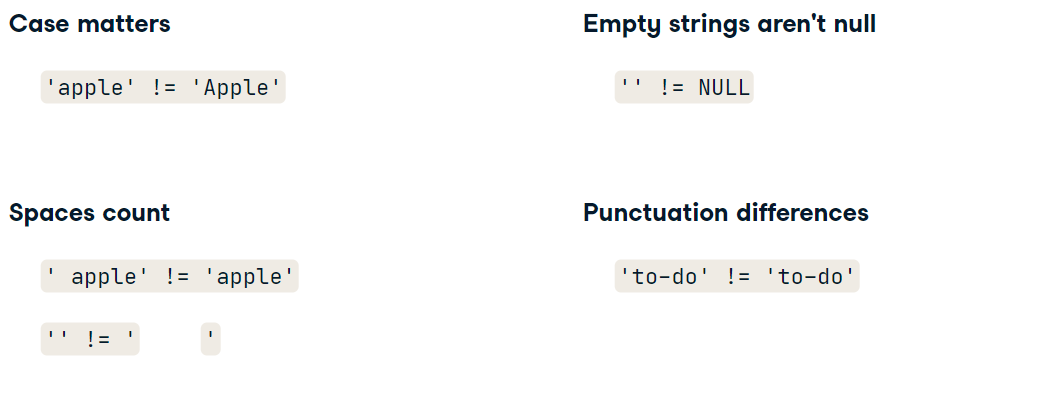 Case matters
'apple' != 'Apple'
Spaces count
' apple' != 'apple'
'' != '    '
Empty strings aren't null
'' != NULL
Punctuation differences
'to-do' != 'to–do'